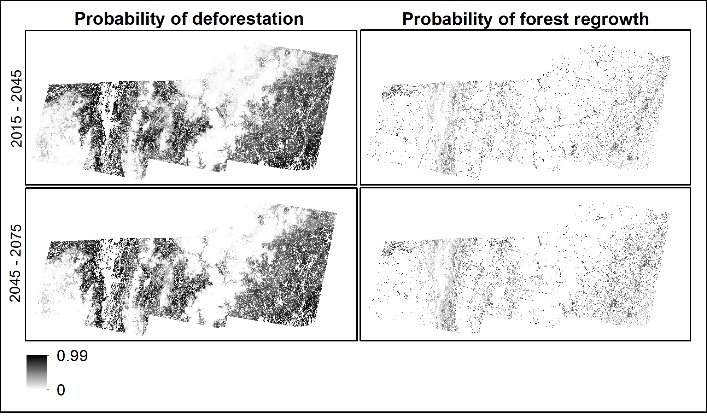 Probability of deforestation
Probability of forest regrowth
2015 - 2045
2045 - 2075
0.99
0